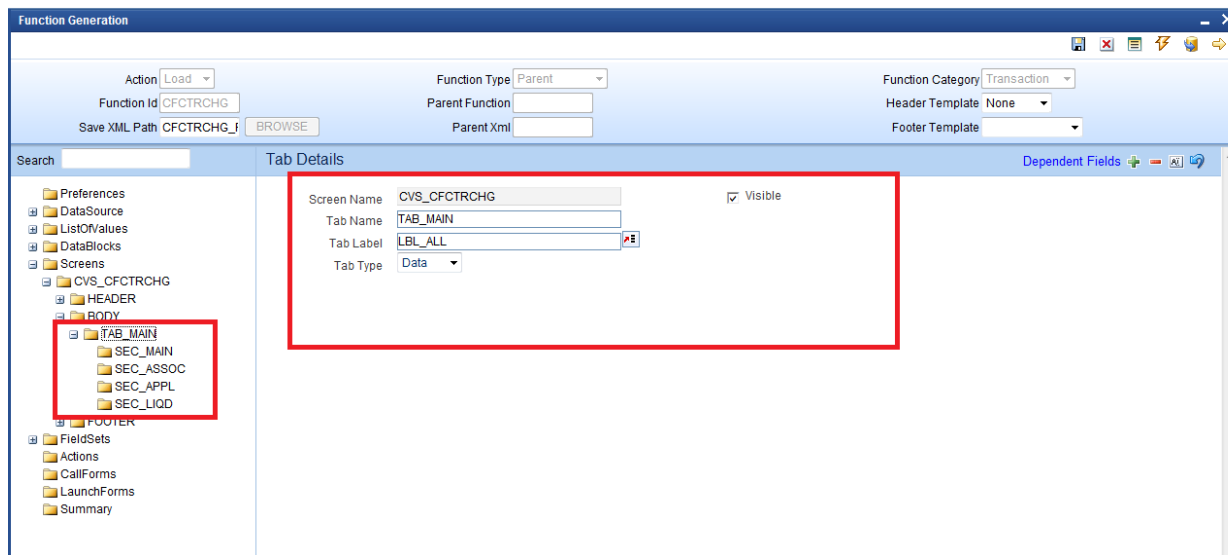 Function Generation
Action Load Function Type Parent Function Category Transaction
Function Id CFCTRCHG Parent Function Header Template None
Save XML Path CFCTRCHG_ BROWSE Parent Xml Footer Template
Search Tab Details Dependent Fields
Preferences
DataSource
ListOfValues
DataBlocks
Screens
CVS_CFCTRCHG
HEADER
BODY
TAB_MAIN
SEC_MAIN
SEC_ASSOC
SEC_APPL
SEC_LIQD
FOOTER
FieldSets
Actions
CallForms
LaunchForms
Summary
Screen Name CVS_CFCTRCHG Visible
Tab Name TAB_MAIN
Tab Label LBL_ALL
Tab Type Data